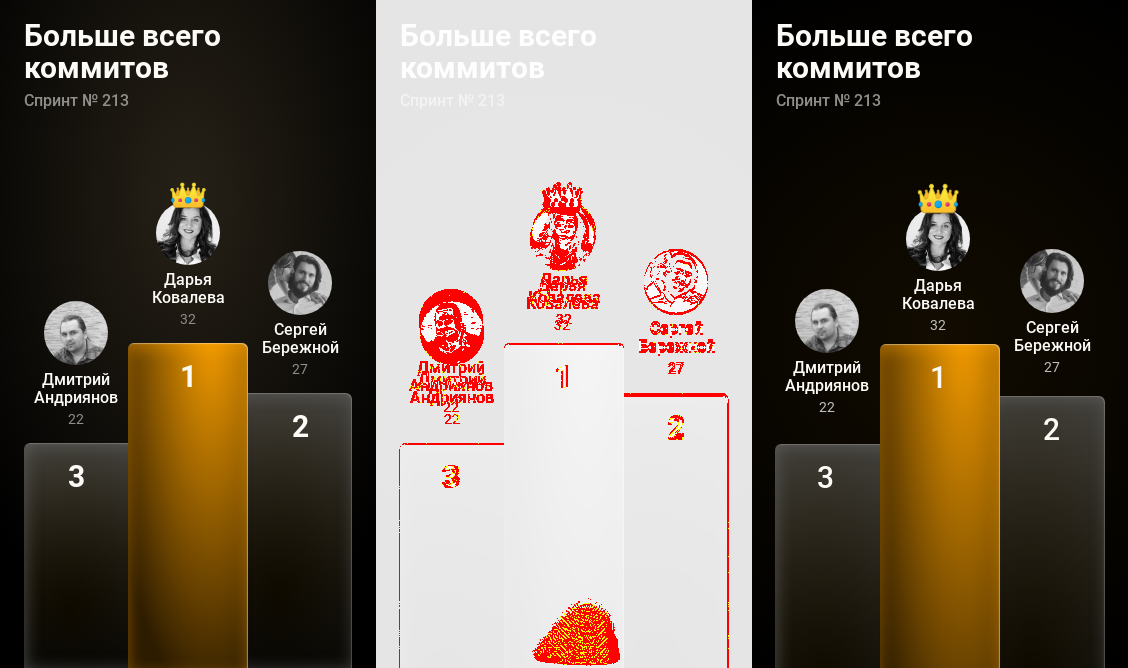 Больше всего
коммитов
Спринт № 213
Дарья
Ковалева
32
Сергей
Бережной
27
Дмитрий
Андриянов
22
1
2
3
Больше всего
коммитов
Спринт № 213
Дарья
Ковалева
32
Сергей
Бережной
27
Дмитрий
Андриянов
22
1
2
3
Больше всего
коммитов
Спринт № 213
Дарья
Ковалева
32
Сергей
Бережной
27
Дмитрий
Андриянов
22
1
2
3